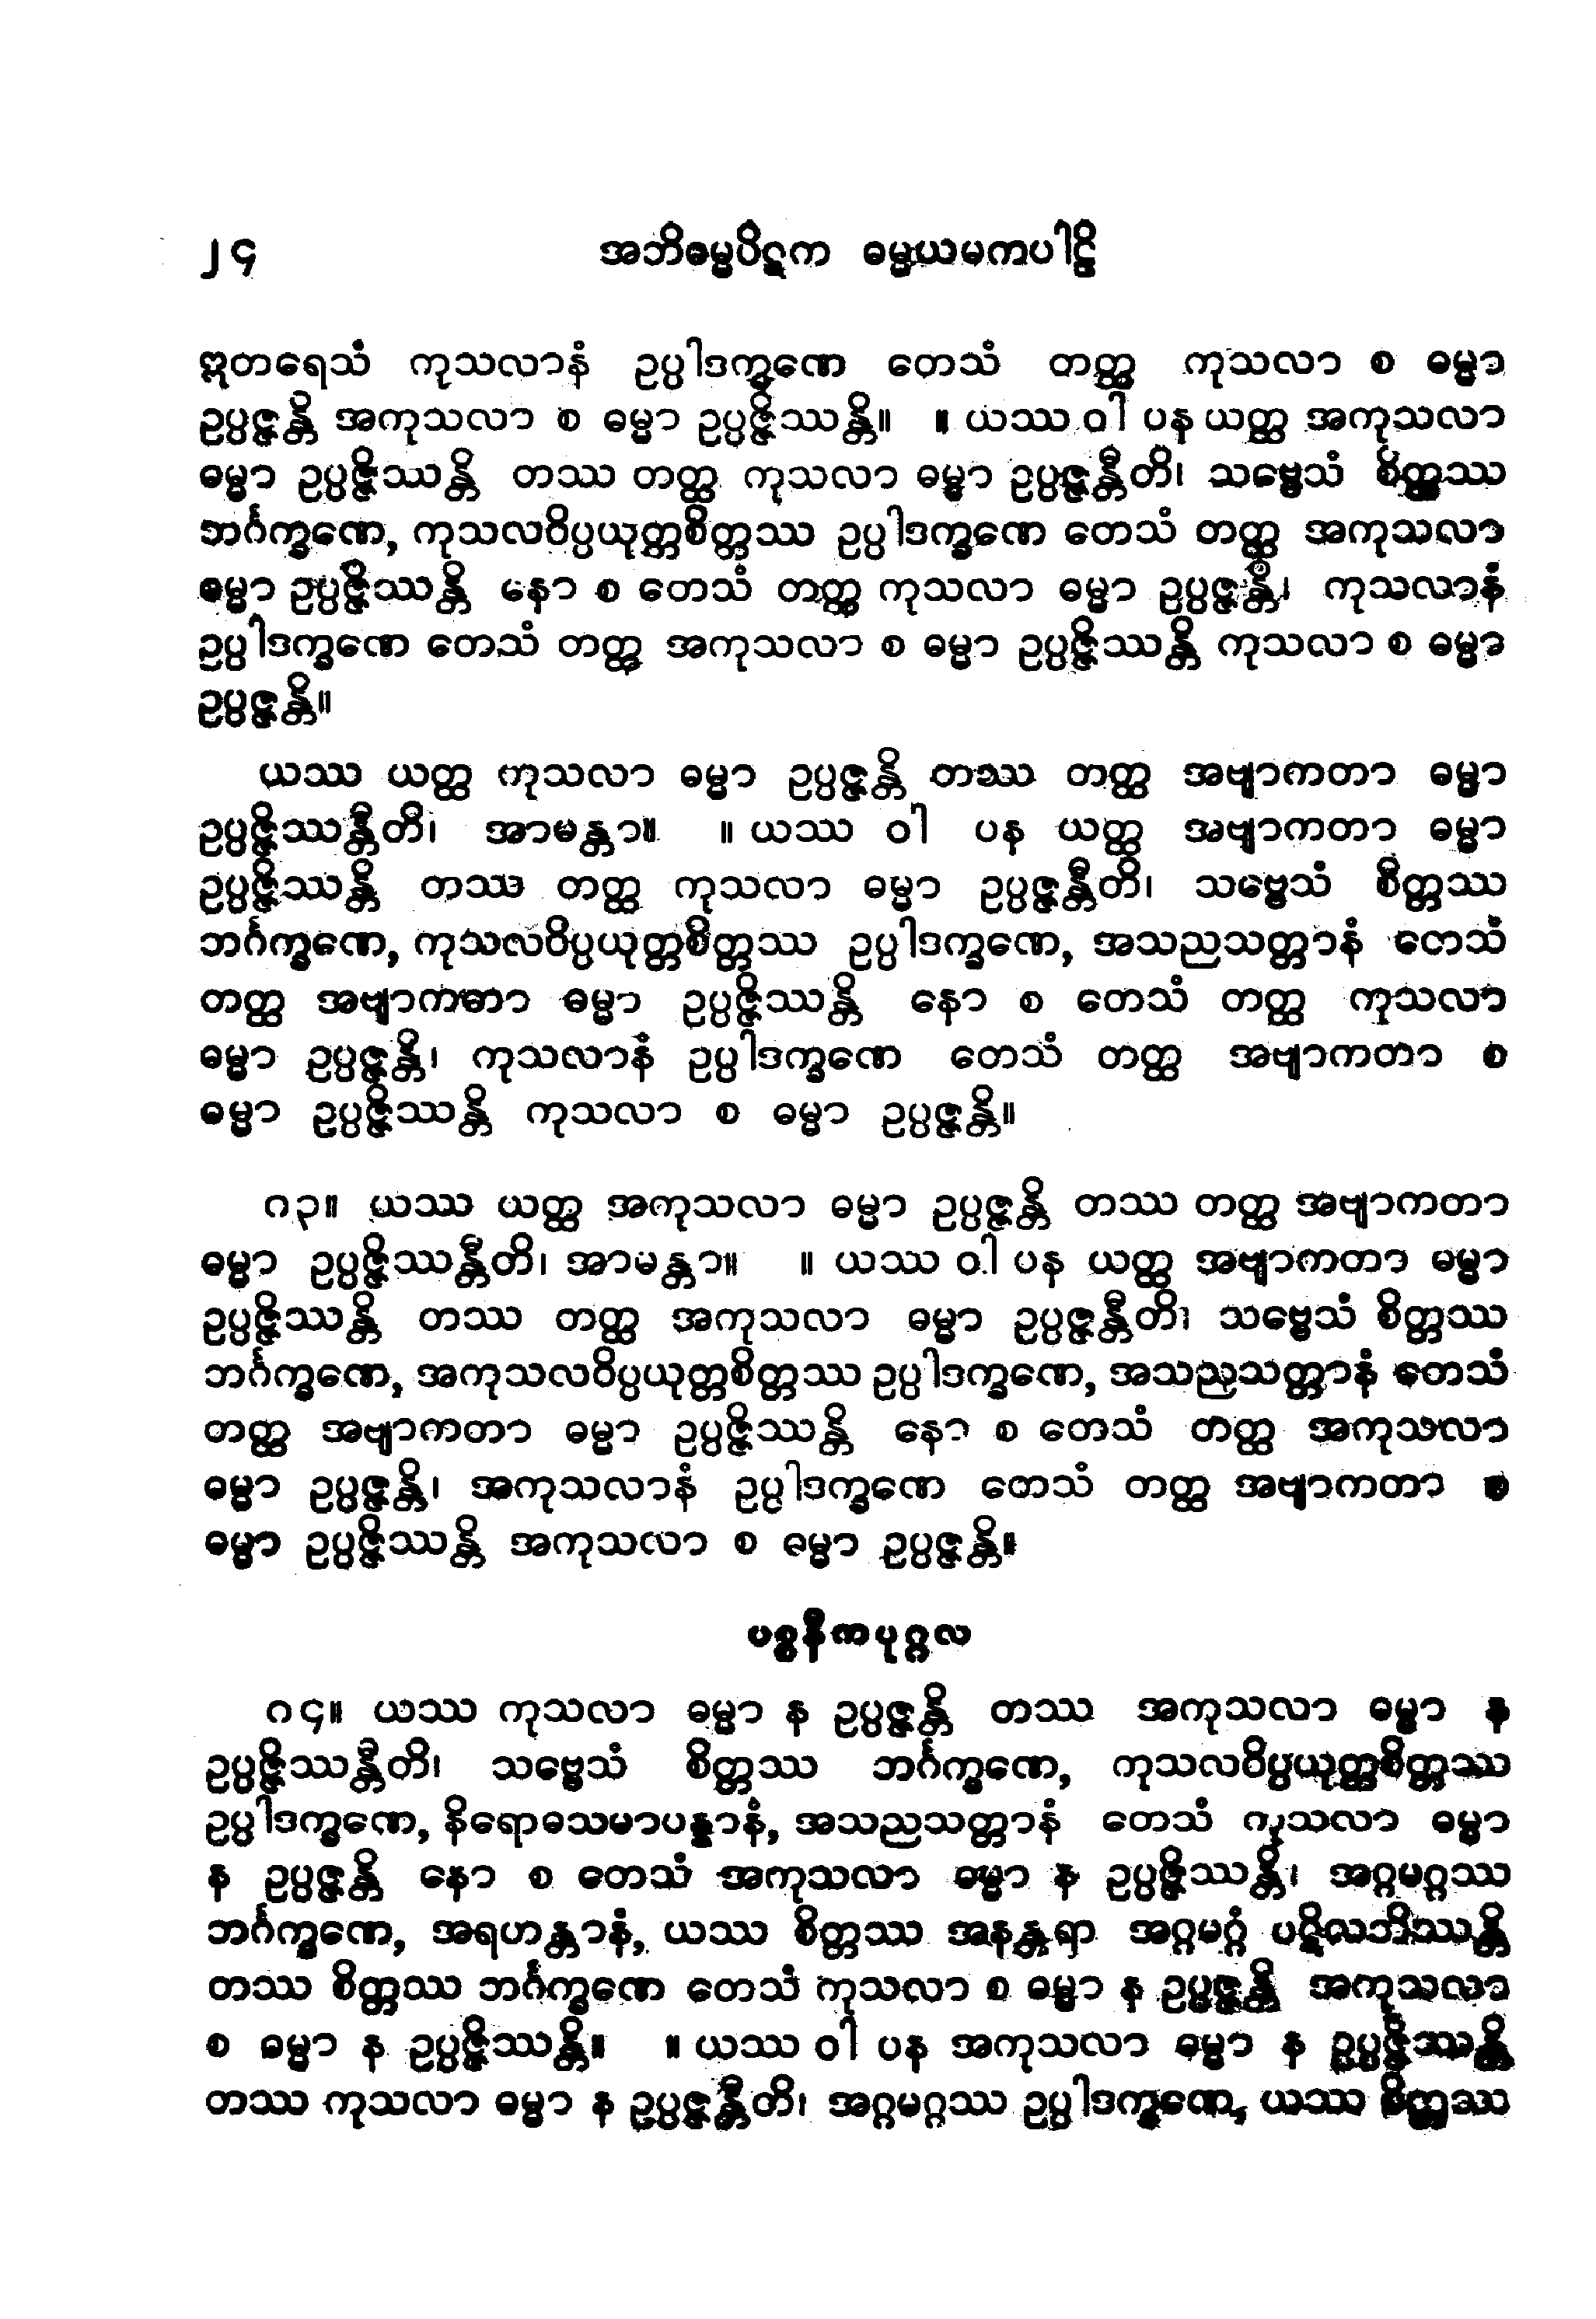 ၂၄ အဘိဓမ္မပိဋက ဓမ္မယမကပါဠိ
ဣတရေသံ ကုသလာနံ ဥပ္ပါဒက္ခဏေ တေသံ တတ္ထ ကုသလာ စ ဓမ္မာ
ဥပ္ပဇ္ဇန္တိ အကုသလာ စ ဓမ္မာ ဥပ္ပဇ္ဇိဿန္တိ။ ။ ယဿ ဝါ ပန ယတ္ထ အကုသလာ
ဓမ္မာ ဥပ္ပဇ္ဇိဿန္တိ တဿ တတ္ထ ကုသလာ ဓမ္မာ ဥပ္ပဇ္ဇန္တီတိ၊ သဗ္ဗေသံ စိတ္တဿ
ဘင်္ဂက္ခဏေ, ကုသလဝိပ္ပယုတ္တစိတ္တဿ ဥပ္ပါဒက္ခဏေ တေသံ တတ္ထ အကုသလာ
ဓမ္မာ ဥပ္ပဇ္ဇိဿန္တိ နော စ တေသံ တတ္ထ ကုသလာ ဓမ္မာ ဥပ္ပဇ္ဇန္တိ၊ ကုသလာနံ
ဥပ္ပါဒက္ခဏေ တေသံ တတ္ထ အကုသလာ စ ဓမ္မာ ဥပ္ပဇ္ဇိဿန္တိ ကုသလာ စ ဓမ္မာ
ဥပ္ပဇ္ဇန္တိ။
ယဿ ယတ္ထ ကုသလာ ဓမ္မာ ဥပ္ပဇ္ဇန္တိ တဿ တတ္ထ အဗျာကတာ ဓမ္မာ
ဥပ္ပဇ္ဇိဿန္တီတိ၊ အာမန္တာ။ ။ ယဿ ဝါ ပန ယတ္ထ အဗျာကတာ ဓမ္မာ
ဥပ္ပဇ္ဇိဿန္တိ တဿ တတ္ထ ကုသလာ ဓမ္မာ ဥပ္ပဇ္ဇန္တီတိ၊ သဗ္ဗေသံ စိတ္တဿ
ဘင်္ဂက္ခဏေ, ကုသလဝိပ္ပယုတ္တစိတ္တဿ ဥပ္ပါဒက္ခဏေ, အသညသတ္တာနံ တေသံ
တတ္ထ အဗျာကတာ ဓမ္မာ ဥပ္ပဇ္ဇိဿန္တိ နော စ တေသံ တတ္ထ ကုသလာ
ဓမ္မာ ဥပ္ပဇ္ဇန္တိ၊ ကုသလာနံ ဥပ္ပါဒက္ခဏေ တေသံ တတ္ထ အဗျာကတာ စ
ဓမ္မာ ဥပ္ပဇ္ဇိဿန္တိ ကုသလာ စ ဓမ္မာ ဥပ္ပဇ္ဇန္တိ။
၈၃။ ယဿ ယတ္ထ အကုသလာ ဓမ္မာ ဥပ္ပဇ္ဇန္တိ တဿ တတ္ထ အဗျာကတာ
ဓမ္မာ ဥပ္ပဇ္ဇိဿန္တီတိ၊ အာမန္တာ။ ။ ယဿ ဝါ ပန ယတ္ထ အဗျာကတာ ဓမ္မာ
ဥပ္ပဇ္ဇိဿန္တိ တဿ တတ္ထ အကုသလာ ဓမ္မာ ဥပ္ပဇ္ဇန္တီတိ၊ သဗ္ဗေသံ စိတ္တဿ
ဘင်္ဂက္ခဏေ, အကုသလဝိပ္ပယုတ္တစိတ္တဿ ဥပ္ပါဒက္ခဏေ, အသညသတ္တာနံ တေသံ
တတ္ထ အဗျာကတာ ဓမ္မာ ဥပ္ပဇ္ဇိဿန္တိ နော စ တေသံ တတ္ထ အကုသလာ
ဓမ္မာ ဥပ္ပဇ္ဇန္တိ၊ အကုသလာနံ ဥပ္ပါဒက္ခဏေ တေသံ တတ္ထ အဗျာကတာ စ
ဓမ္မာ ဥပ္ပဇ္ဇိဿန္တိ အကုသလာ စ ဓမ္မာ ဥပ္ပဇ္ဇန္တိ။
ပစ္စနီကပုဂ္ဂလ
၈၄။ ယဿ ကုသလာ ဓမ္မာ န ဥပ္ပဇ္ဇန္တိ တဿ အကုသလာ ဓမ္မာ န
ဥပ္ပဇ္ဇိဿန္တီတိ၊ သဗ္ဗေသံ စိတ္တဿ ဘင်္ဂက္ခဏေ, ကုသလဝိပ္ပယုတ္တစိတ္တဿ
ဥပ္ပါဒက္ခဏေ, နိရောဓသမာပန္နာနံ, အသညသတ္တာနံ တေသံ ကုသလာ ဓမ္မာ
န ဥပ္ပဇ္ဇန္တိ နော စ တေသံ အကုသလာ ဓမ္မာ န ဥပ္ပဇ္ဇိဿန္တိ၊ အဂ္ဂမဂ္ဂဿ
ဘင်္ဂက္ခဏေ, အရဟန္တာနံ, ယဿ စိတ္တဿ အနန္တရာ အဂ္ဂမဂ္ဂံ ပဋိလဘိဿန္တိ
တဿ စိတ္တဿ ဘင်္ဂက္ခဏေ တေသံ ကုသလာ စ ဓမ္မာ န ဥပ္ပဇ္ဇန္တိ အကုသလာ
စ ဓမ္မာ န ဥပ္ပဇ္ဇိဿန္တိ။ ။ ယဿ ဝါ ပန အကုသလာ ဓမ္မာ န ဥပ္ပဇ္ဇိဿန္တိ
တဿ ကုသလာ ဓမ္မာ န ဥပ္ပဇ္ဇန္တီတိ၊ အဂ္ဂမဂ္ဂဿ ဥပ္ပါဒက္ခဏေ, ယဿ စိတ္တဿ